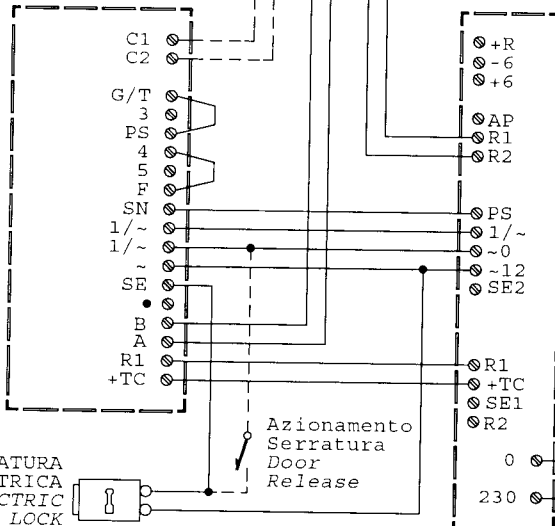 C1
C2
G/T
3
PS
4
5
F
SN
1/~
1/~
~
SE
•
B
A
R1
+TC
+R
-6
+6
AP
R1
R2
PS
1/~
~0
~12
SE2
R1
+TC
SE1
R2
0
230
Azionamento
Serratura
Door
Release
ATURA
TRICA
CTRIC
LOCK